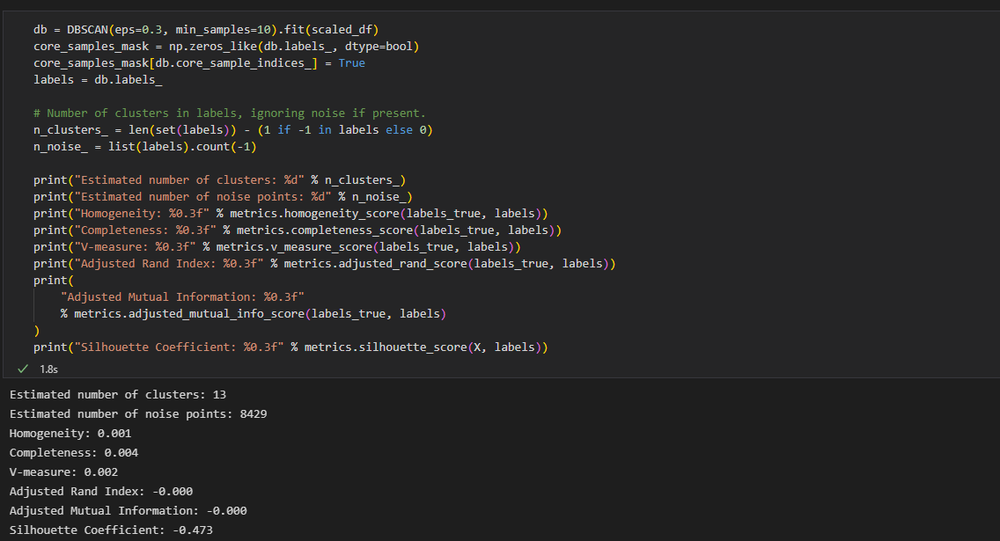 db = DBSCAN(eps=0.3, min_samples=10).fit(scaled_df)
core_samples_mask = np.zeros_like(db.labels_, dtype=bool)
core_samples_mask[db.core_sample_indices_] = True
labels = db.labels_
# Number of clusters in labels, ignoring noise if present.
n_clusters_ = len(set(labels)) - (1 if -1 in labels else 0)
n_noise_ = list(labels).count(-1)
print("Estimated number of clusters: %d" % n_clusters_)
print("Estimated number of noise points: %d" % n_noise_)
print("Homogeneity: %0.3f" % metrics.homogeneity_score(labels_true, labels))
print("Completeness: %0.3f" % metrics.completeness_score(labels_true, labels))
print("V-measure: %0.3f" % metrics.v_measure_score(labels_true, labels))
print("Adjusted Rand Index: %0.3f" % metrics.adjusted_rand_score(labels_true, labels))
print(
    "Adjusted Mutual Information: %0.3f"
    % metrics.adjusted_mutual_info_score(labels_true, labels)
)
print("Silhouette Coefficient: %0.3f" % metrics.silhouette_score(X, labels))
✓ 1.8s
Estimated number of clusters: 13
Estimated number of noise points: 8429
Homogeneity: 0.001
Completeness: 0.004
V-measure: 0.002
Adjusted Rand Index: -0.000
Adjusted Mutual Information: -0.000
Silhouette Coefficient: -0.473